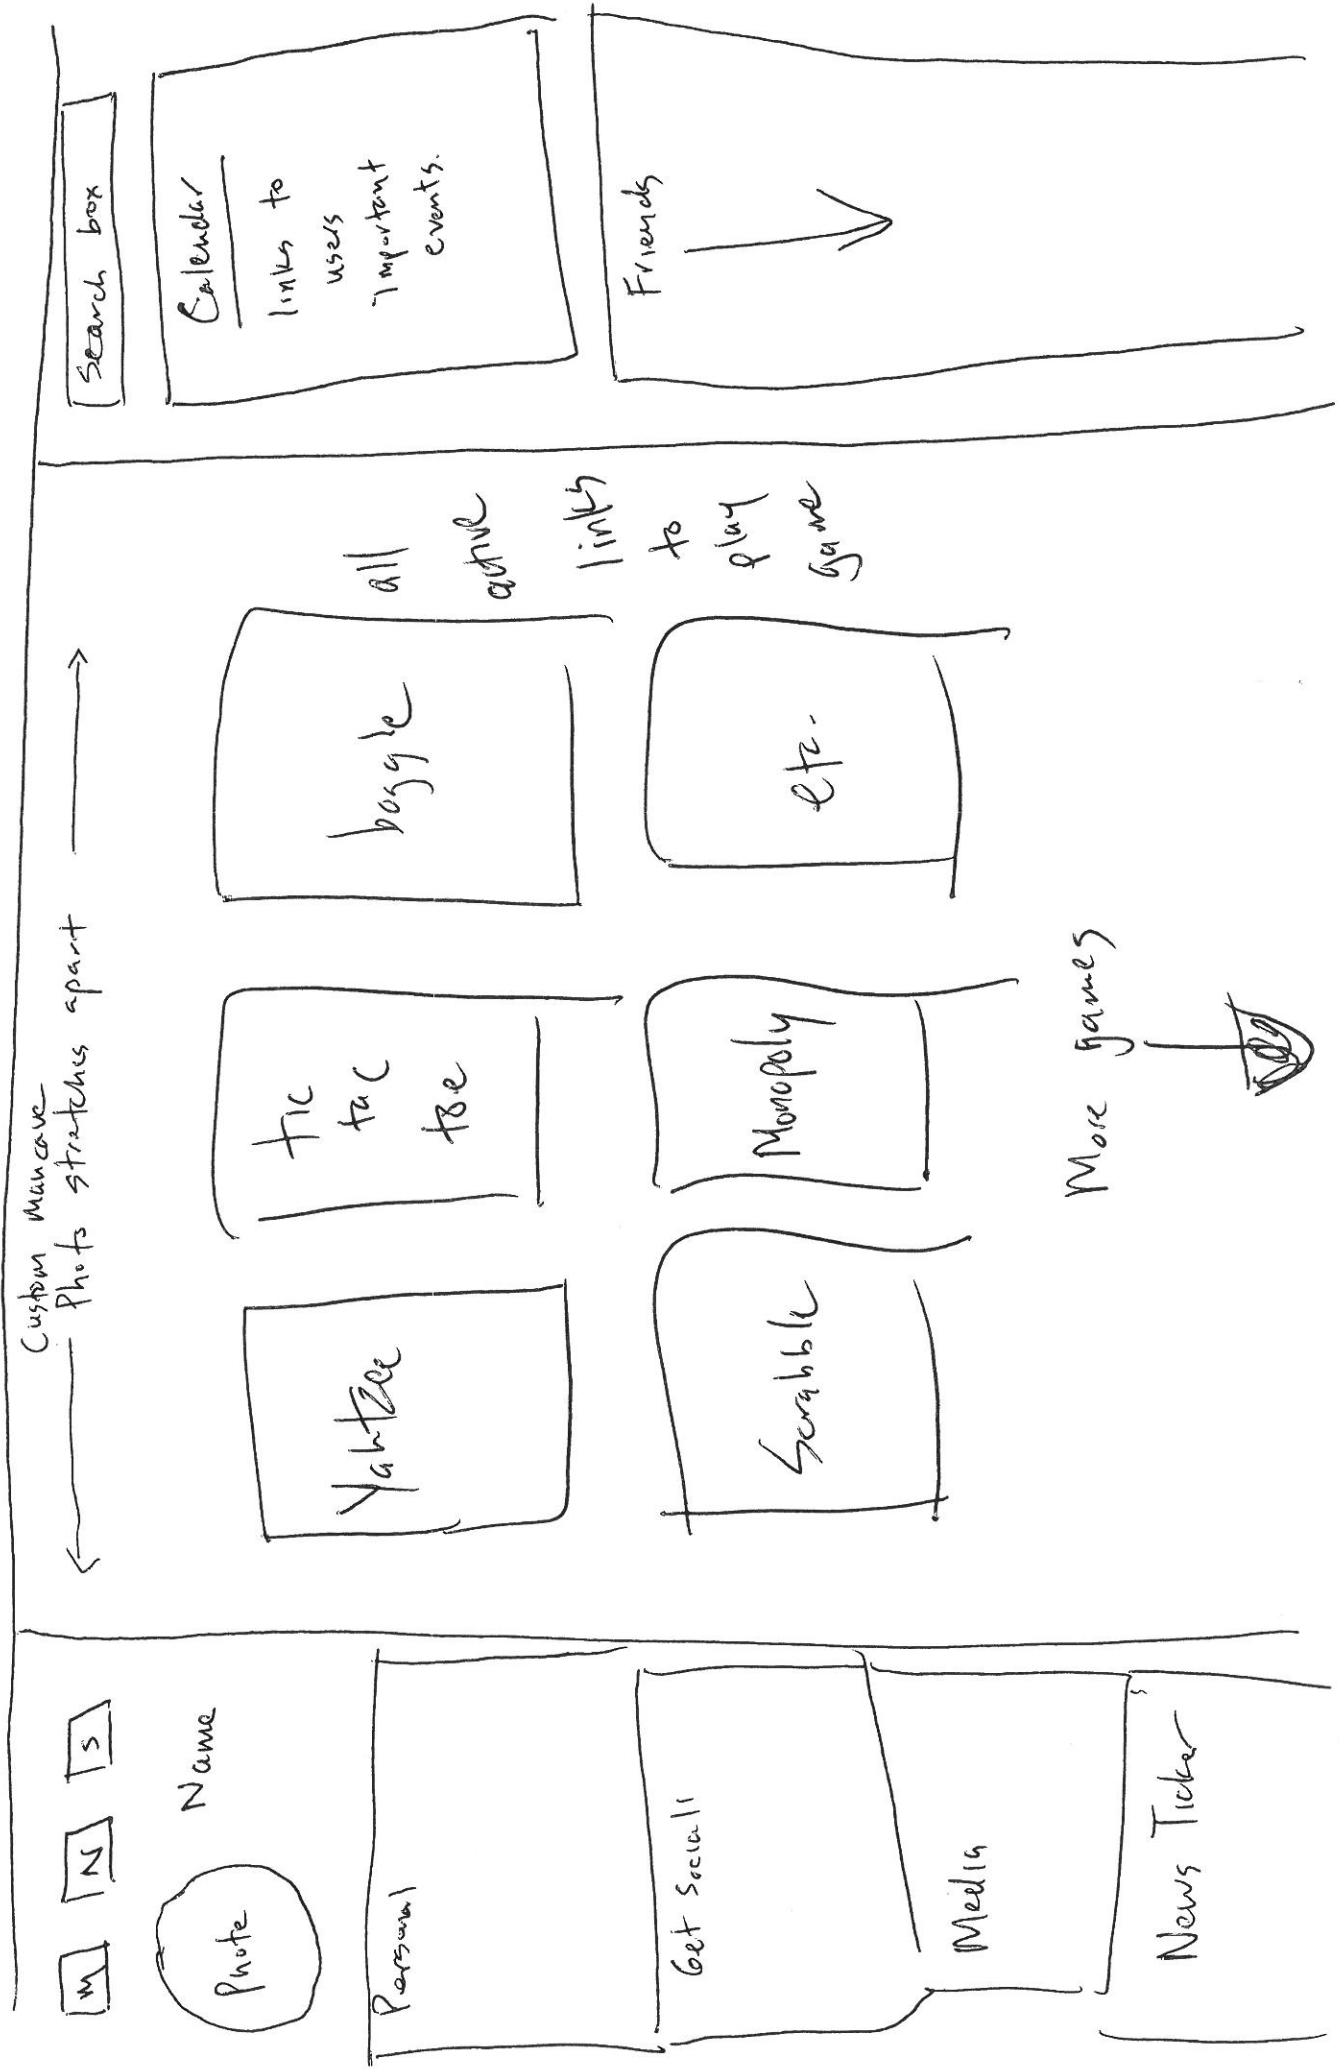 M N S
Photo
Name
Personal
Get Social!
Media
News Ticker
Custom Mancave
Photo stretches apart
Yahtzee
tic
tac
toe
boggle
Scrabble
Monopoly
etc.
all
active
links
to
play
game
More games
Search box
Calendar
links to
users
important
events.
Friends